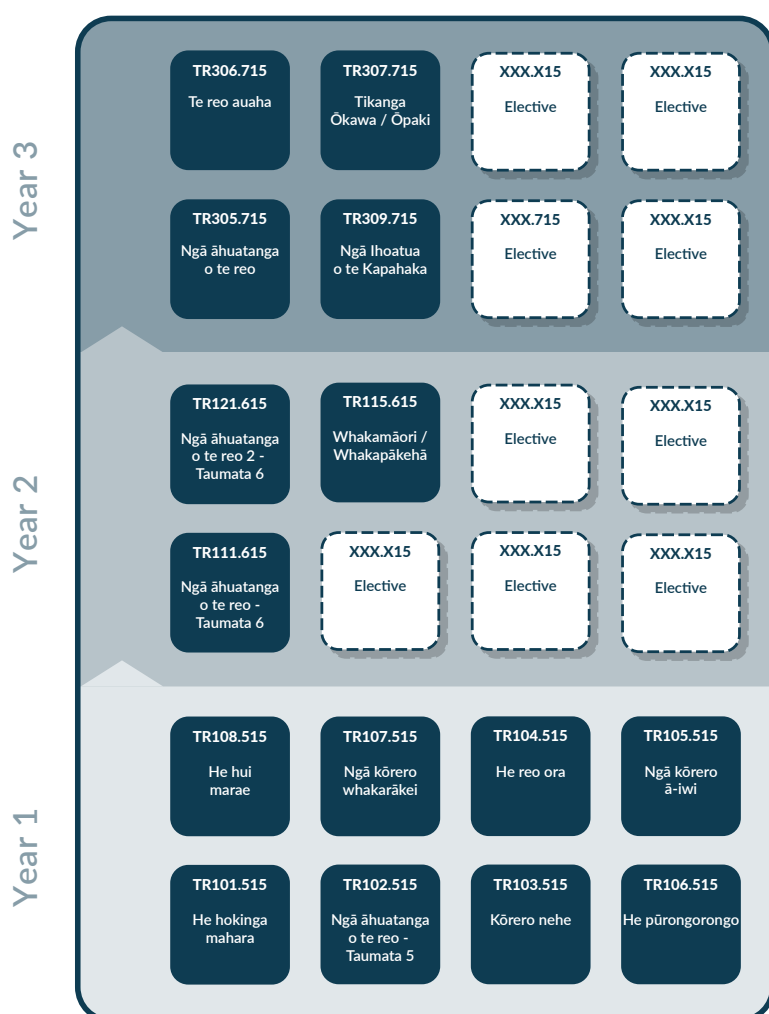 Year 3
TR306.715
Te reo auaha
TR307.715
Tikanga
Ōkawa / Ōpaki
XXX.X15
Elective
XXX.X15
Elective
TR305.715
Ngā āhuatanga
o te reo
TR309.715
Ngā Ihoatua
o te Kapahaka
XXX.715
Elective
XXX.X15
Elective
Year 2
TR121.615
Ngā āhuatanga
o te reo 2 -
Taumata 6
TR115.615
Whakamāori /
Whakapākehā
XXX.X15
Elective
XXX.X15
Elective
TR111.615
Ngā āhuatanga
o te reo -
Taumata 6
XXX.X15
Elective
XXX.X15
Elective
XXX.X15
Elective
Year 1
TR108.515
He hui
marae
TR107.515
Ngā kōrero
whakarākei
TR104.515
He reo ora
TR105.515
Ngā kōrero
ā-iwi
TR101.515
He hokinga
mahara
TR102.515
Ngā āhuatanga
o te reo -
Taumata 5
TR103.515
Kōrero nehe
TR106.515
He pūrongorongo